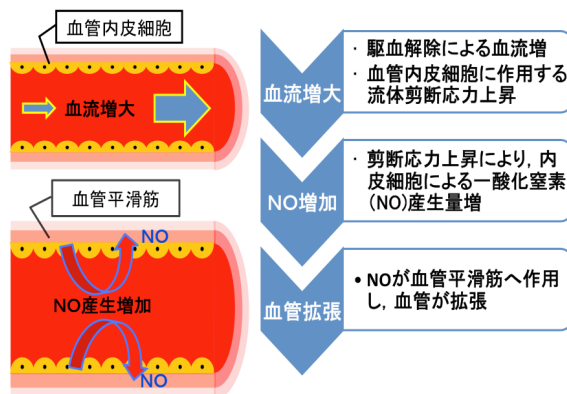 血管内皮細胞
血流増大
血管平滑筋
NO
NO産生増加
NO
血流増大
・ 駆血解除による血流増
・ 血管内皮細胞に作用する
流体剪断応力上昇
NO増加
・ 剪断応力上昇により, 内
皮細胞による一酸化窒素
(NO)産生量増
血管拡張
• NOが血管平滑筋へ作用
し, 血管が拡張